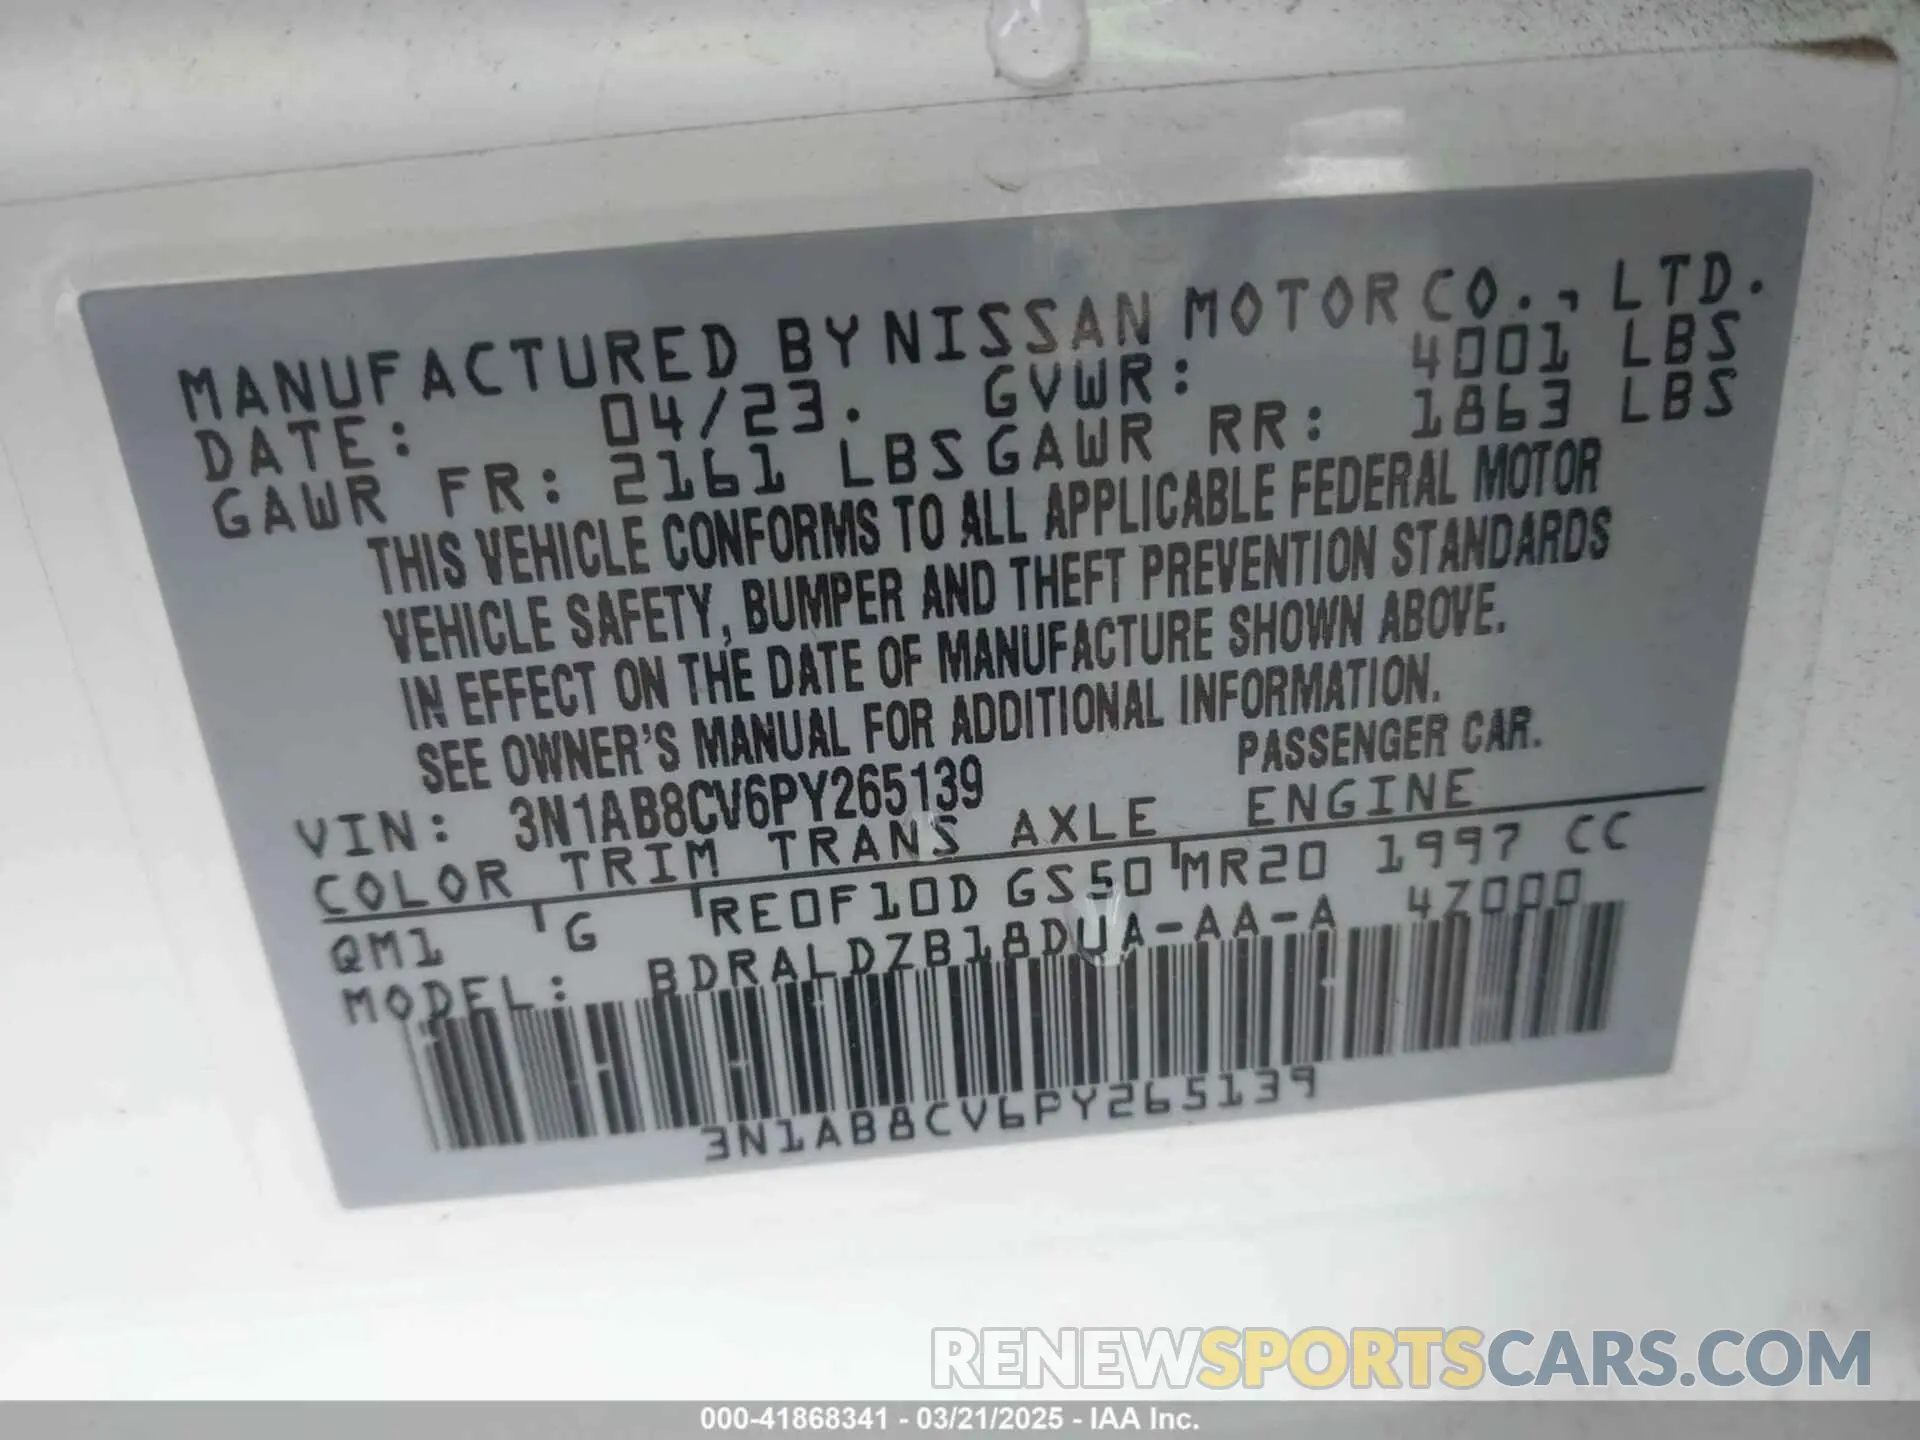 MANUFACTURED BY NISSAN MOTOR CO., LTD.
DATE: 04/23. GVWR: 4001 LBS
GAWR FR: 2161 LBS GAWR RR: 1863 LBS
THIS VEHICLE CONFORMS TO ALL APPLICABLE FEDERAL MOTOR
VEHICLE SAFETY, BUMPER AND THEFT PREVENTION STANDARDS
IN EFFECT ON THE DATE OF MANUFACTURE SHOWN ABOVE.
SEE OWNER'S MANUAL FOR ADDITIONAL INFORMATION.
VIN: 3N1AB8CV6PY265139 PASSENGER CAR.
COLOR TRIM TRANS AXLE ENGINE
QM1 G RE0F10D GS50 MR20 1997 CC
MODEL: BDRALDZB18DUA-AA-A 4Z000
3N1AB8CV6PY265139
RENEWSPORTSCARS.COM
000-41868341 - 03/21/2025 - IAA Inc.